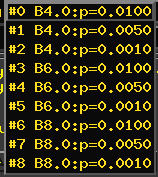 #0 B4.0:p=0.0100
#1 B4.0:p=0.0050
#2 B4.0:p=0.0010
#3 B6.0:p=0.0100
#4 B6.0:p=0.0050
#5 B6.0:p=0.0010
#6 B8.0:p=0.0100
#7 B8.0:p=0.0050
#8 B8.0:p=0.0010